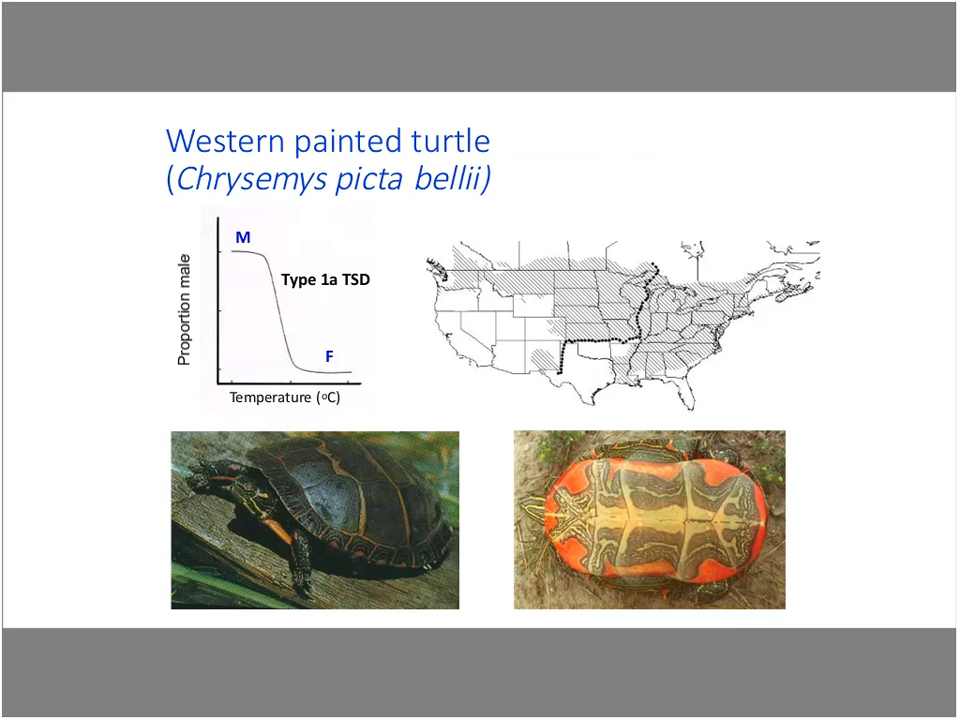 Western painted turtle
(Chrysemys picta bellii)
M
Type 1a TSD
Proportion male
F
Temperature (ºC)